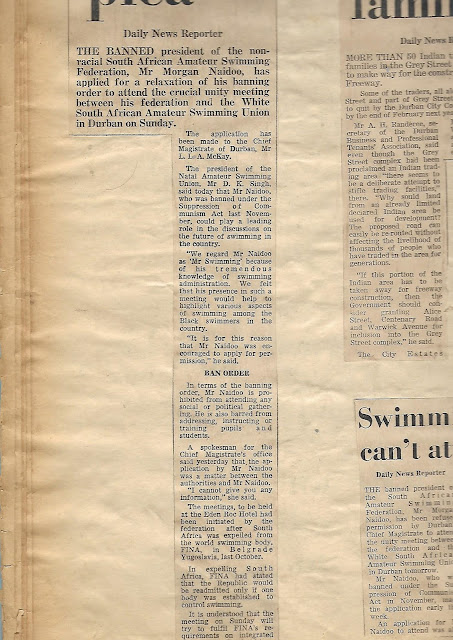 plea
Daily News Reporter
THE BANNED president of the non-
racial South African Amateur Swimming
Federation, Mr Morgan Naidoo, has
applied for a relaxation of his banning
order to attend the crucial unity meeting
between his federation and the White
South African Amateur Swimming Union
in Durban on Sunday.
The application has
been made to the Chief
Magistrate of Durban, Mr
L. Le A. McKay.
The president of the
Natal Amateur Swimming
Union, Mr D. K. Singh,
said today that Mr Naidoo,
who was banned under the
Suppression of Com-
munism Act last November,
could play a leading
role in the discussions on
the future of swimming in
the country.
"We regard Mr Naidoo
as 'Mr Swimming' because
of his tremendous
knowledge of swimming
administration. We felt
that his presence in such a
meeting would help to
highlight various aspects
of swimming among the
Black swimmers in the
country.
"It is for this reason
that Mr Naidoo was en-
couraged to apply for per-
mission," he said.
BAN ORDER
In terms of the banning
order, Mr Naidoo is pro-
hibited from attending any
social or political gather-
ing. He is also barred from
addressing, instructing or
training pupils and
students.
A spokesman for the
Chief Magistrate's office
said yesterday that the ap-
plication by Mr Naidoo
was a matter between the
authorities and Mr Naidoo.
"I cannot give you any
information," she said.
The meetings, to be held
at the Eden Roc Hotel had
been initiated by the
federation after South
Africa was expelled from
the world swimming body,
FINA, in Belgrade
Yugoslavia, last October.
In expelling South
Africa, FINA had stated
that the Republic would
be readmitted only if one
body was established to
control swimming.
It is understood that the
meeting on Sunday will
try to fulfil FINA's re-
quirements on integrated
famil
Daily News R
MORE THAN 50 Indian t
families in the Grey Street
to make way for the constr
Freeway.
Some of the traders, all al
Street and part of Grey Street
to quit by the Durban City Co
by the end of February next yea
Mr A. H. Randeree, se-
cretary of the Durban
Business and Professional
Tenants' Association, said
even though the Grey
Street complex had been
proclaimed an Indian trad-
ing area "there seems to
be a deliberate attempt to
stifle trading facilities,"
there. "Why should land
from an already limited
declared Indian area be
used for development?
The proposed road can
easily be re-routed without
affecting the livelihood of
thousands of people who
have traded in the area for
generations.
"If this portion of the
Indian area has to be
taken away for freeway
construction, then the
Government should con-
sider granting Alice
Street, Centenary Road
and Warwick Avenue for
inclusion into the Grey
Street complex," he said.
The City Estates
Swimm
can't at
Daily News Reporter
THE banned president o
the South Africa
Amateur Swimmin
Federation, Mr Morga
Naidoo, has been refuse
permission by Durban
Chief Magistrate to atten
the unity meeting betwee
the federation and th
White South Africa
Amateur Swimming Unio
in Durban tomorrow.
Mr Naidoo, who w
banned under the Su
pression of Commun
Act in November, ma
the application early th
week.
An application for
Naidoo to attend was a